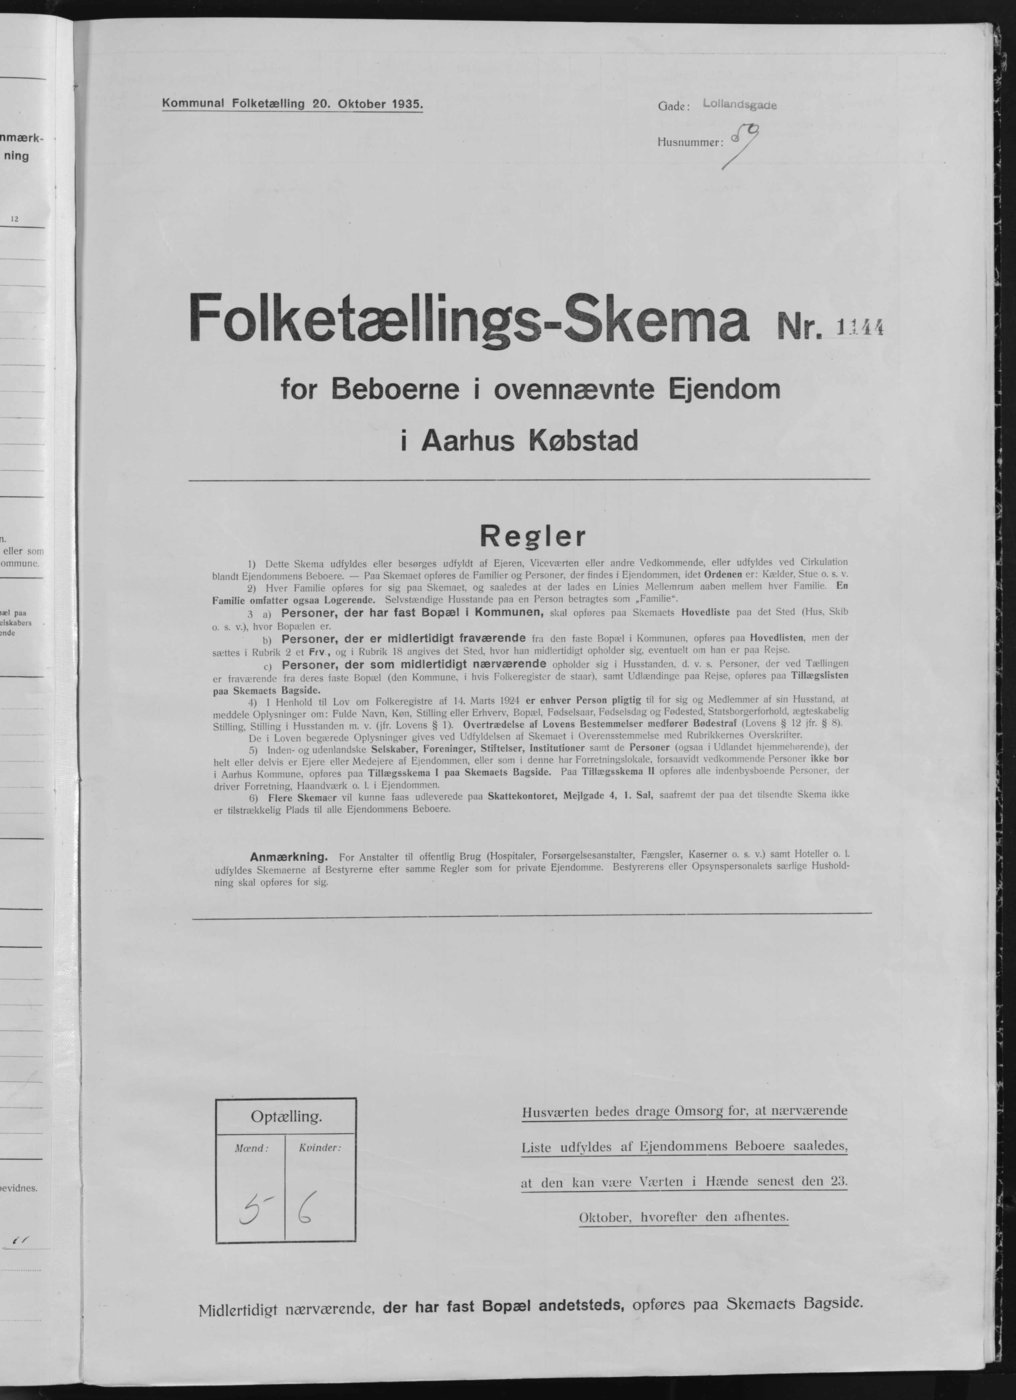 nmærk-
ning
12
n.
eller som
ommune.
æl paa
elskabers
ende
evidnes.
Kommunal Folketælling 20. Oktober 1935.
Gade: Lollandsgade
Husnummer: 59
Folketællings-Skema Nr. 1144
for Beboerne i ovennævnte Ejendom
i Aarhus Købstad
Regler
1) Dette Skema udfyldes eller besørges udfyldt af Ejeren, Viceværten eller andre Vedkommende, eller udfyldes ved Cirkulation
blandt Ejendommens Beboere. — Paa Skemaet opføres de Familier og Personer, der findes i Ejendommen, idet Ordenen er: Kælder, Stue o. s. v.
2) Hver Familie opføres for sig paa Skemaet, og saaledes at der lades en Linies Mellemrum aaben mellem hver Familie. En
Familie omfatter ogsaa Logerende. Selvstændige Husstande paa en Person betragtes som „Familie“.
3 a) Personer, der har fast Bopæl i Kommunen, skal opføres paa Skemaets Hovedliste paa det Sted (Hus, Skib
o. s. v.), hvor Bopælen er.
b) Personer, der er midlertidigt fraværende fra den faste Bopæl i Kommunen, opføres paa Hovedlisten, men der
sættes i Rubrik 2 et Frv., og i Rubrik 18 angives det Sted, hvor han midlertidigt opholder sig, eventuelt om han er paa Rejse.
c) Personer, der som midlertidigt nærværende opholder sig i Husstanden, d. v. s. Personer, der ved Tællingen
er fraværende fra deres faste Bopæl (den Kommune, i hvis Folkeregister de staar), samt Udlændinge paa Rejse, opføres paa Tillægslisten
paa Skemaets Bagside.
4) I Henhold til Lov om Folkeregistre af 14. Marts 1924 er enhver Person pligtig til for sig og Medlemmer af sin Husstand, at
meddele Oplysninger om: Fulde Navn, Køn, Stilling eller Erhverv, Bopæl, Fødselsaar, Fødselsdag og Fødested, Statsborgerforhold, ægteskabelig
Stilling, Stilling i Husstanden m. v. (jfr. Lovens § 1). Overtrædelse af Lovens Bestemmelser medfører Bødestraf (Lovens § 12 jfr. § 8).
De i Loven begærede Oplysninger gives ved Udfyldelsen af Skemaet i Overensstemmelse med Rubrikkernes Overskrifter.
5) Inden- og udenlandske Selskaber, Foreninger, Stiftelser, Institutioner samt de Personer (ogsaa i Udlandet hjemmehørende), der
helt eller delvis er Ejere eller Medejere af Ejendommen, eller som i denne har Forretningslokale, forsaavidt vedkommende Personer ikke bor
i Aarhus Kommune, opføres paa Tillægsskema I paa Skemaets Bagside. Paa Tillægsskema II opføres alle indenbysboende Personer, der
driver Forretning, Haandværk o. l. i Ejendommen.
6) Flere Skemaer vil kunne faas udleverede paa Skattekontoret, Mejlgade 4, 1. Sal, saafremt der paa det tilsendte Skema ikke
er tilstrækkelig Plads til alle Ejendommens Beboere.
Anmærkning. For Anstalter til offentlig Brug (Hospitaler, Forsørgelsesanstalter, Fængsler, Kaserner o. s. v.) samt Hoteller o. l.
udfyldes Skemaerne af Bestyrerne efter samme Regler som for private Ejendomme. Bestyrerens eller Opsynspersonalets særlige Hushold-
ning skal opføres for sig.
Optælling.
Mænd: Kvinder:
5 6
Husværten bedes drage Omsorg for, at nærværende
Liste udfyldes af Ejendommens Beboere saaledes,
at den kan være Værten i Hænde senest den 23.
Oktober, hvorefter den afhentes.
Midlertidigt nærværende, der har fast Bopæl andetsteds, opføres paa Skemaets Bagside.